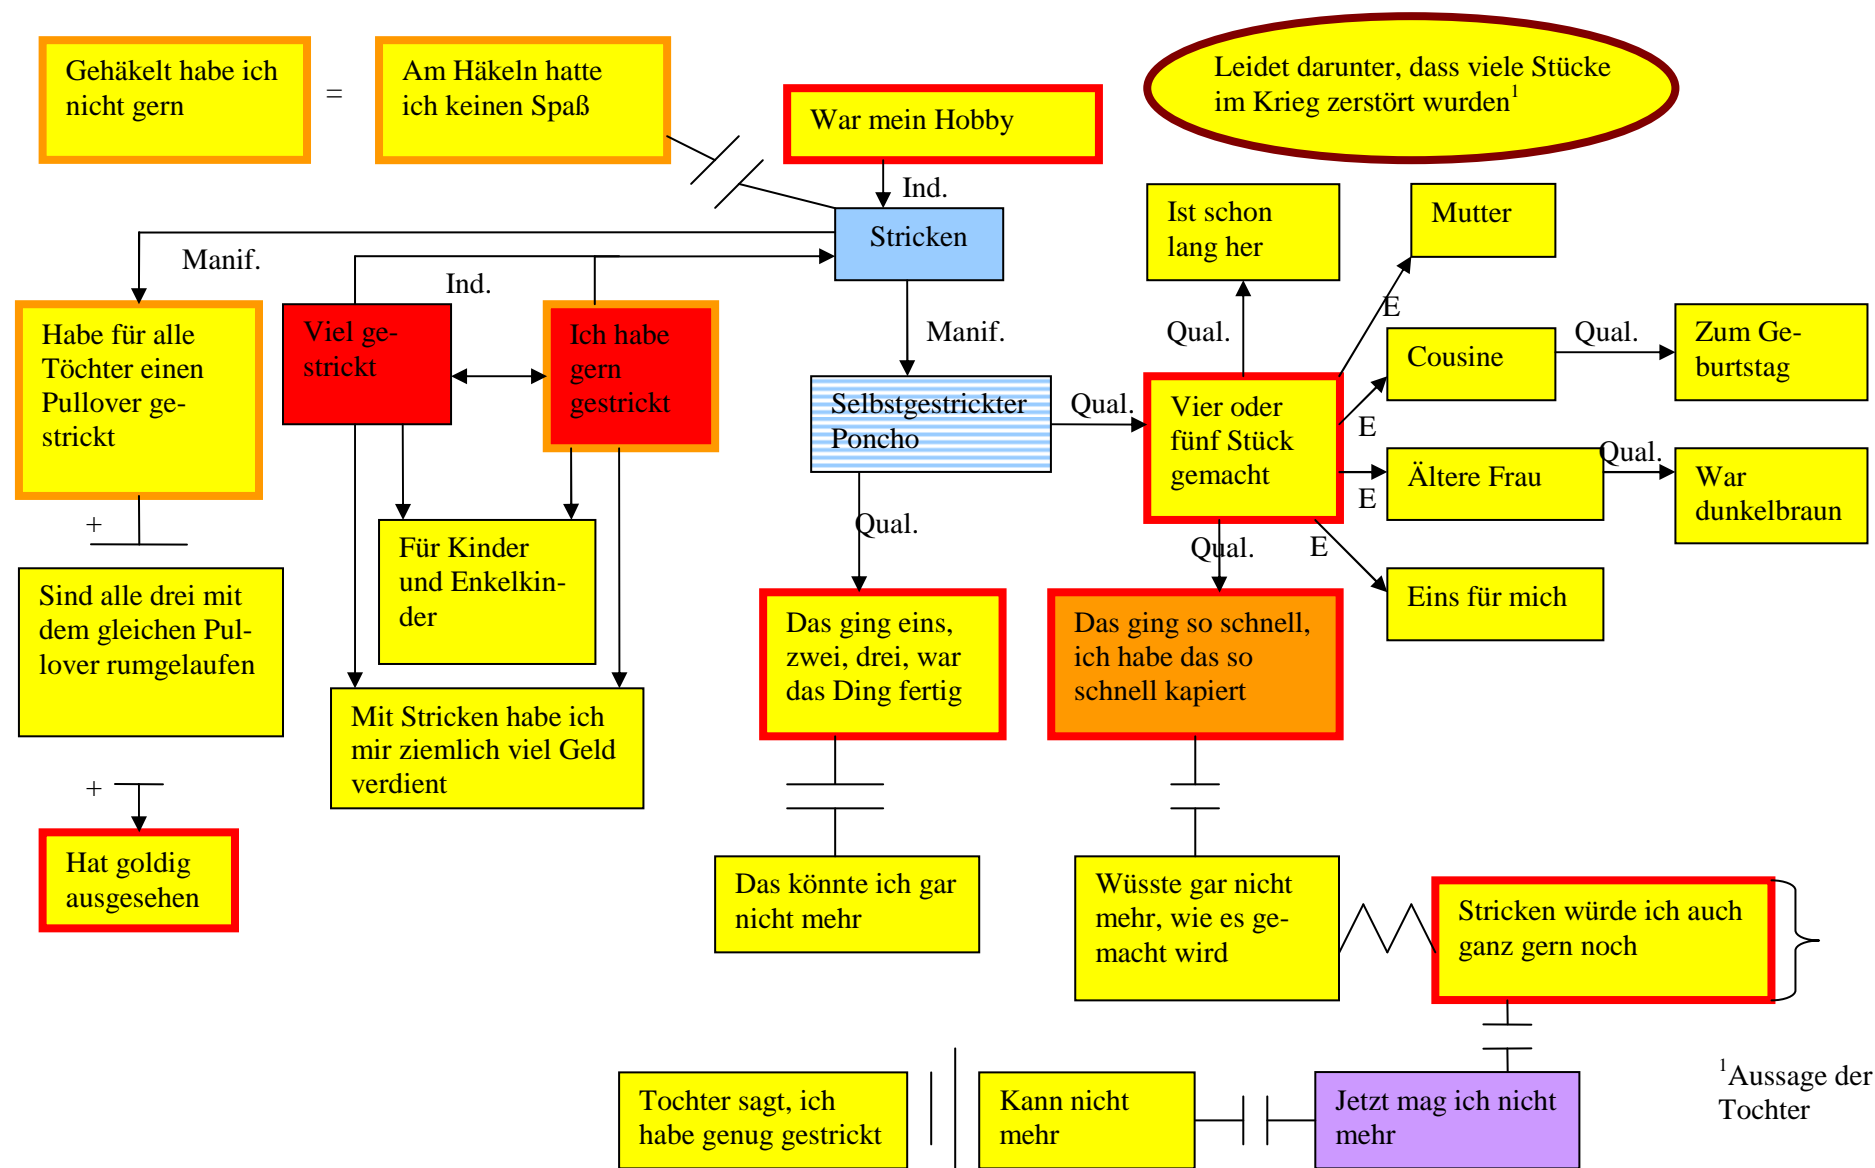 Gehäkelt habe ich
nicht gern
=
Am Häkeln hatte
ich keinen Spaß
War mein Hobby
Leidet darunter, dass viele Stücke
im Krieg zerstört wurden¹
Ind.
Stricken
Ist schon
lang her
Mutter
Manif.
Ind.
Manif.
Qual.
E
Habe für alle
Töchter einen
Pullover ge-
strickt
Viel ge-
strickt
Ich habe
gern
gestrickt
Cousine
Qual.
Zum Ge-
burtstag
Selbstgestrickter
Poncho
Qual.
Vier oder
fünf Stück
gemacht
E
E
Ältere Frau
Qual.
War
dunkelbraun
+
Qual.
Qual.
E
Für Kinder
und Enkelkin-
der
Eins für mich
Sind alle drei mit
dem gleichen Pul-
lover rumgelaufen
Das ging eins,
zwei, drei, war
das Ding fertig
Das ging so schnell,
ich habe das so
schnell kapiert
Mit Stricken habe ich
mir ziemlich viel Geld
verdient
+
Hat goldig
ausgesehen
Das könnte ich gar
nicht mehr
Wüsste gar nicht
mehr, wie es ge-
macht wird
Stricken würde ich auch
ganz gern noch
Tochter sagt, ich
habe genug gestrickt
Kann nicht
mehr
Jetzt mag ich nicht
mehr
¹Aussage der
Tochter